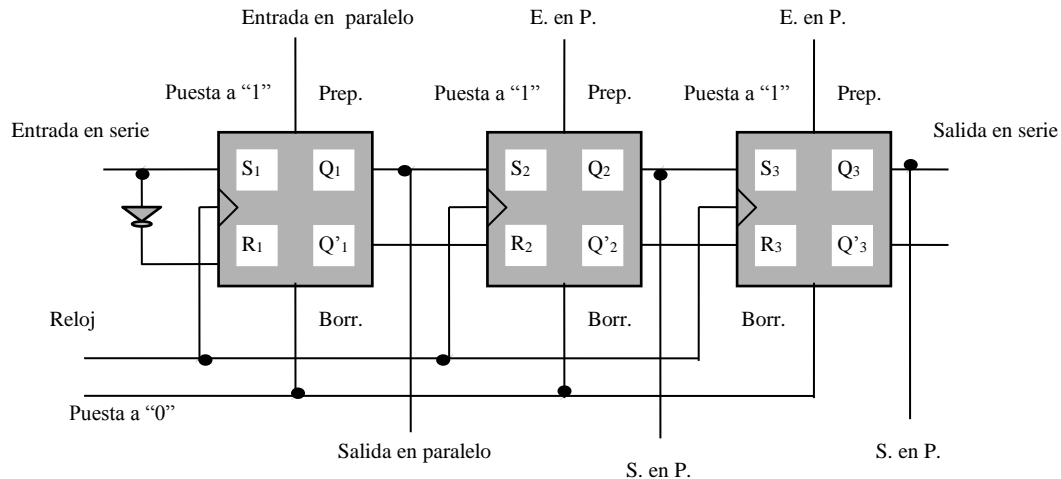 Entrada en paralelo E. en P. E. en P.
Puesta a “1” Prep. Puesta a “1” Prep. Puesta a “1” Prep.
Entrada en serie Salida en serie
S1 Q1 S2 Q2 S3 Q3
R1 Q’1 R2 Q’2 R3 Q’3
Reloj Borr. Borr. Borr.
Puesta a “0”
Salida en paralelo S. en P. S. en P.